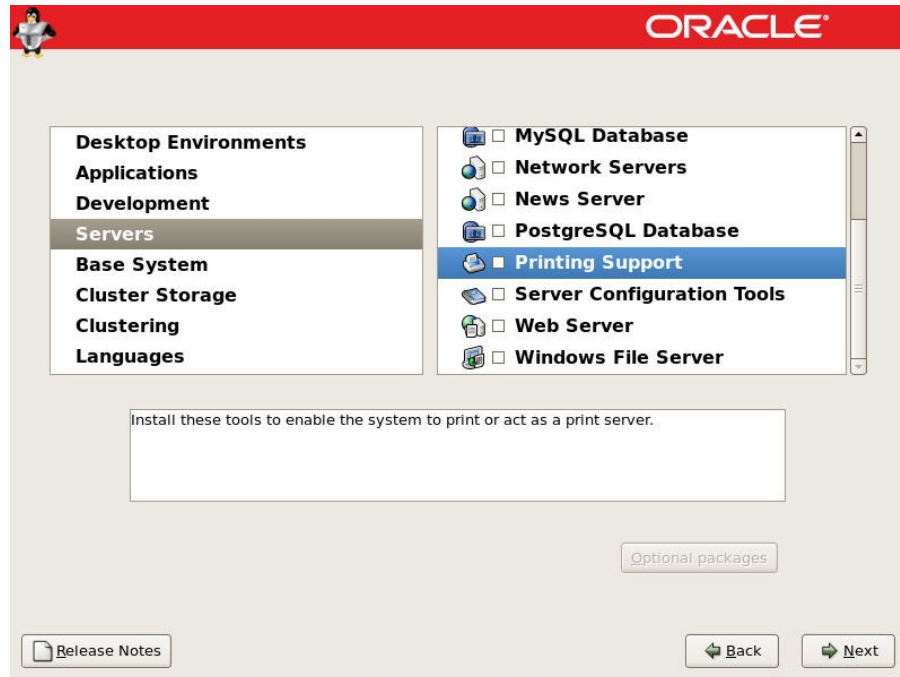 ORACLE
Desktop Environments
Applications
Development
Servers
Base System
Cluster Storage
Clustering
Languages
MySQL Database
Network Servers
News Server
PostgreSQL Database
Printing Support
Server Configuration Tools
Web Server
Windows File Server
Install these tools to enable the system to print or act as a print server.
Optional packages
Release Notes
Back
Next